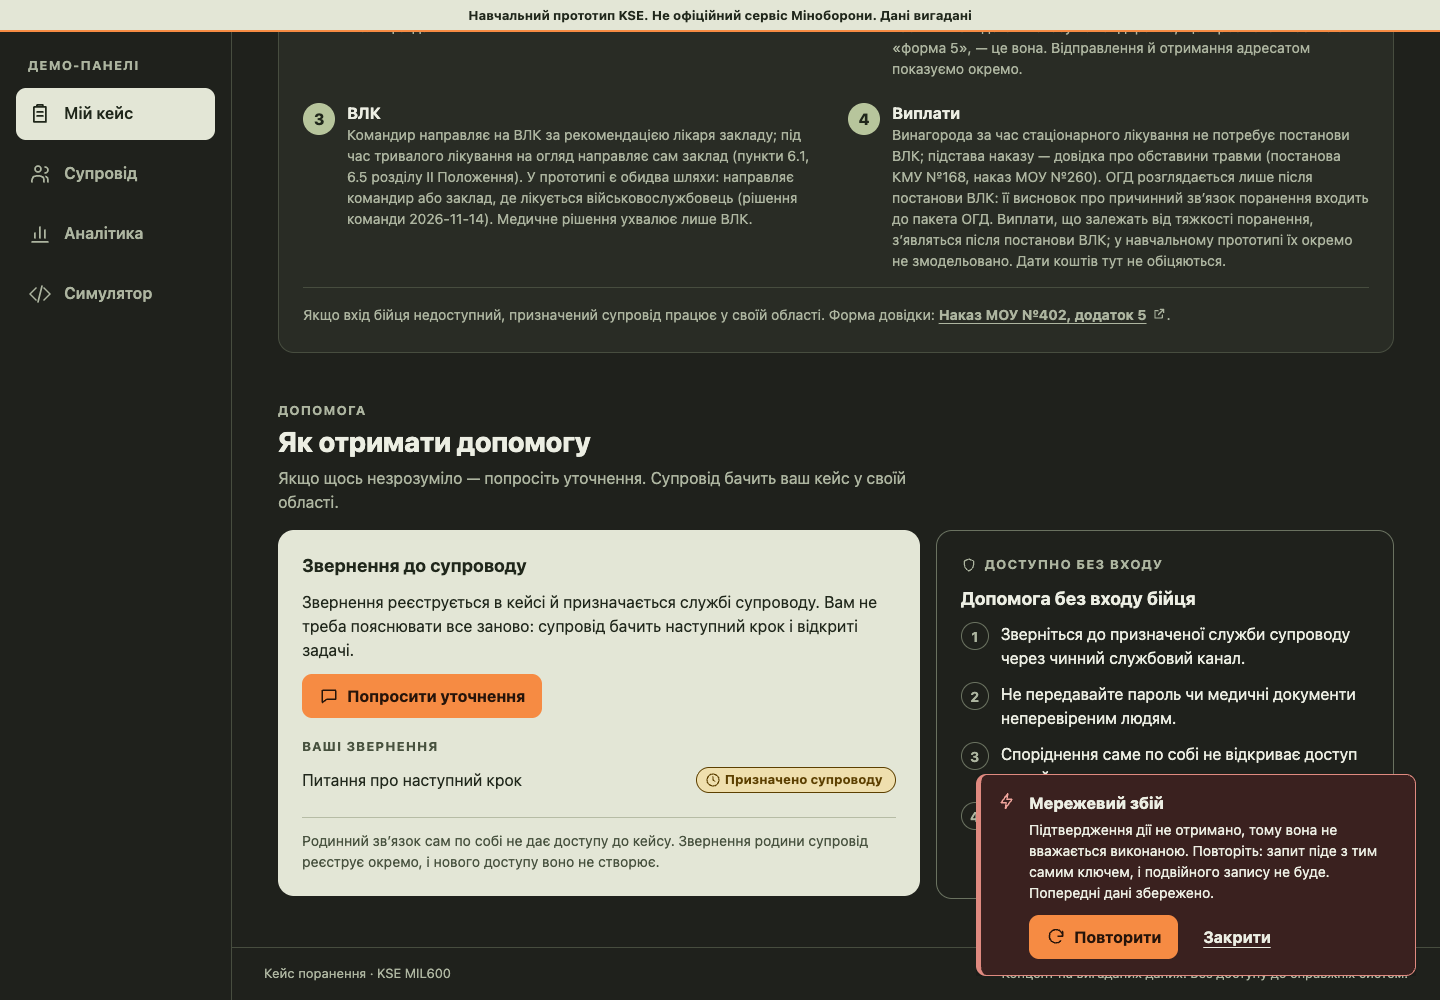 Навчальний прототип KSE. Не офіційний сервіс Міноборони. Дані вигадані
ДЕМО-ПАНЕЛІ
Мій кейс
Супровід
Аналітика
Симулятор
«форма 5», — це вона. Відправлення й отримання адресатом
показуємо окремо.
3
ВЛК
Командир направляє на ВЛК за рекомендацією лікаря закладу; під
час тривалого лікування на огляд направляє сам заклад (пункти 6.1,
6.5 розділу II Положення). У прототипі є обидва шляхи: направляє
командир або заклад, де лікується військовослужбовець (рішення
команди 2026-11-14). Медичне рішення ухвалює лише ВЛК.
4
Виплати
Винагорода за час стаціонарного лікування не потребує постанови
ВЛК; підстава наказу — довідка про обставини травми (постанова
КМУ №168, наказ МОУ №260). ОГД розглядається лише після
постанови ВЛК: її висновок про причинний зв’язок поранення входить
до пакета ОГД. Виплати, що залежать від тяжкості поранення,
з’являться після постанови ВЛК; у навчальному прототипі їх окремо
не змодельовано. Дати коштів тут не обіцяються.
Якщо вхід бійця недоступний, призначений супровід працює у своїй області. Форма довідки: Наказ МОУ №402, додаток 5.
ДОПОМОГА
Як отримати допомогу
Якщо щось незрозуміло — попросіть уточнення. Супровід бачить ваш кейс у своїй
області.
Звернення до супроводу
Звернення реєструється в кейсі й призначається службі супроводу. Вам не
треба пояснювати все заново: супровід бачить наступний крок і відкриті
задачі.
Попросити уточнення
ВАШІ ЗВЕРНЕННЯ
Питання про наступний крок
Призначено супроводу
Родинний зв’язок сам по собі не дає доступу до кейсу. Звернення родини супровід
реєструє окремо, і нового доступу воно не створює.
ДОСТУПНО БЕЗ ВХОДУ
Допомога без входу бійця
1
Зверніться до призначеної служби супроводу
через чинний службовий канал.
2
Не передавайте пароль чи медичні документи
неперевіреним людям.
3
Споріднення саме по собі не відкриває доступ
4
Мережевий збій
Підтвердження дії не отримано, тому вона не
вважається виконаною. Повторіть: запит піде з тим
самим ключем, і подвійного запису не буде.
Попередні дані збережено.
Повторити
Закрити
Кейс поранення · KSE MIL600